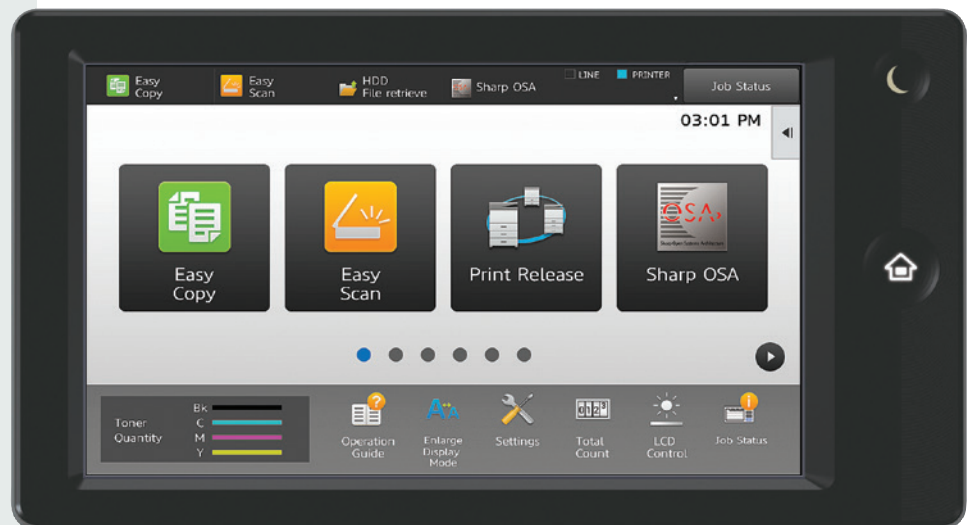 Easy
Copy
Easy
Scan
HDD
File retrieve
Sharp OSA
LINE
PRINTER
Job Status
03:01 PM
Easy
Copy
Easy
Scan
Print Release
OSA
Sharp OSA
Toner
Quantity
Bk
C
M
Y
Operation
Guide
Enlarge
Display
Mode
Settings
Total
Count
LCD
Control
Job Status